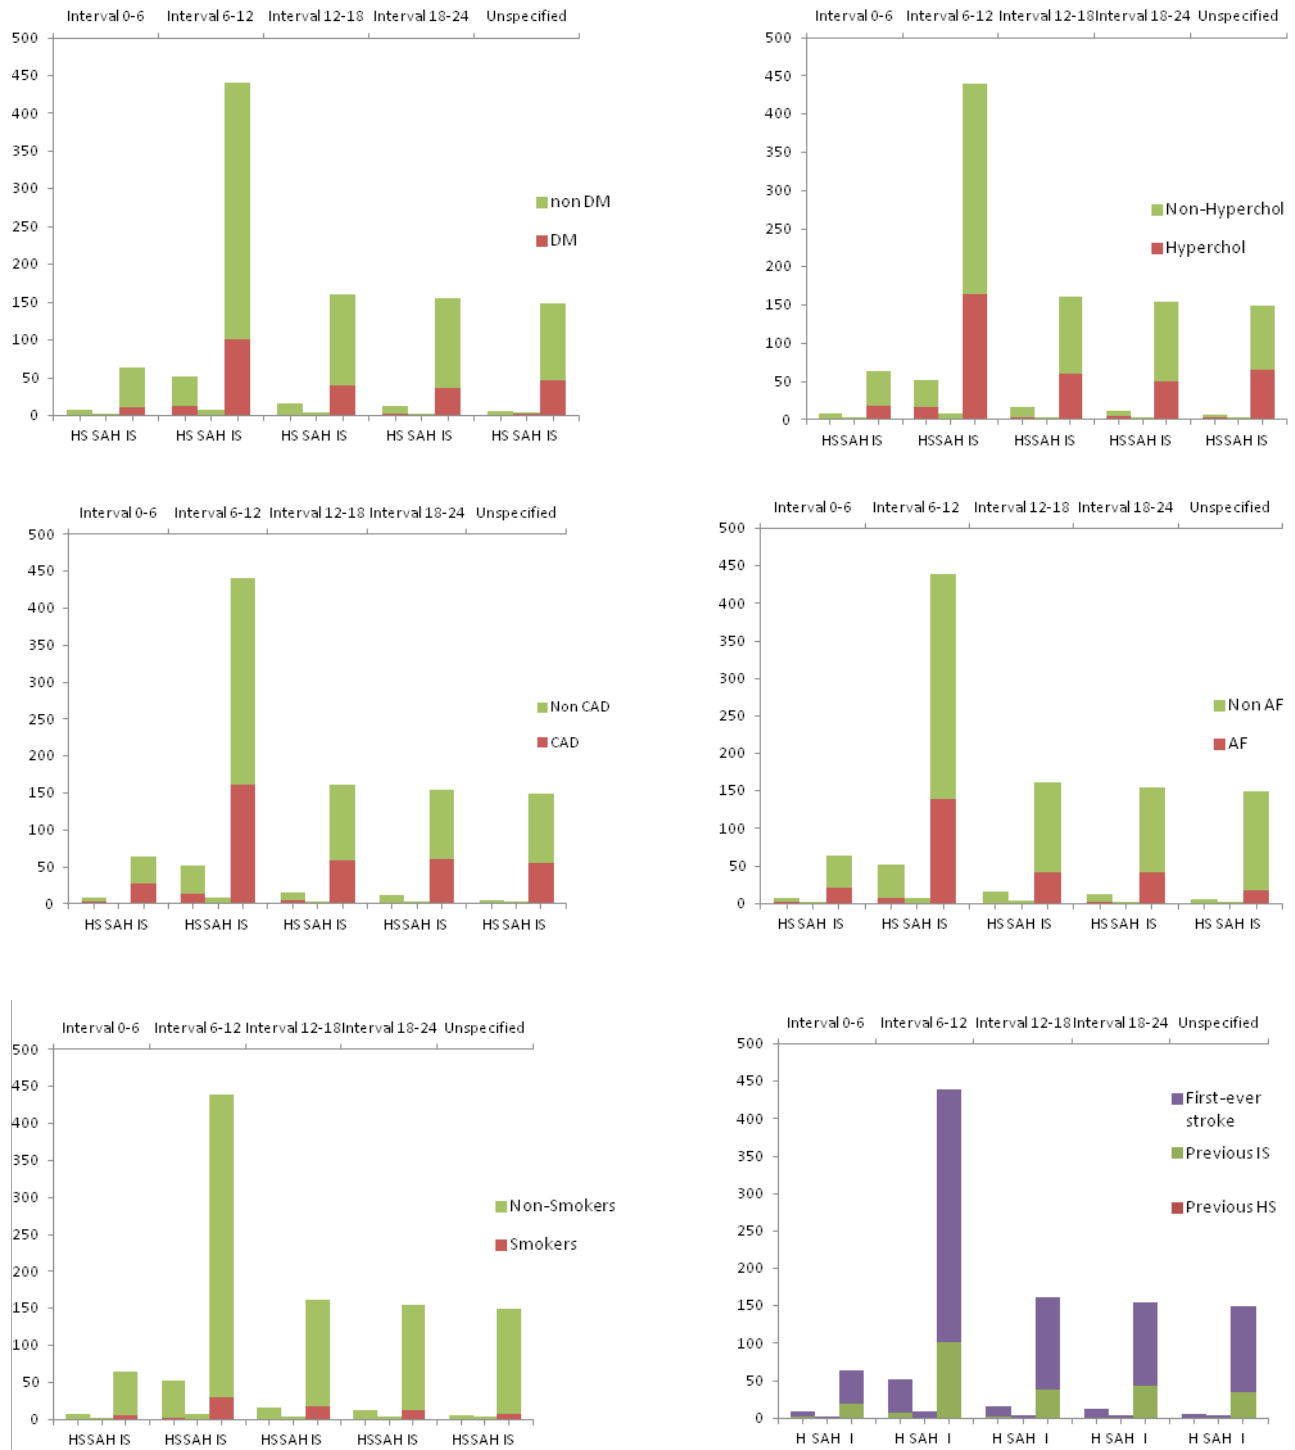 Interval 0-6 Interval 6-12 Interval 12-18 Interval 18-24 Unspecified
500
450
400
350
300
250
200
150
100
50
0
non DM
DM
HS SAH IS HS SAH IS HS SAH IS HS SAH IS HS SAH IS
Interval 0-6 Interval 6-12 Interval 12-18 Interval 18-24 Unspecified
500
450
400
350
300
250
200
150
100
50
0
Non-Hyperchol
Hyperchol
HSSAH IS HSSAH IS HSSAH IS HSSAH IS HSSAH IS
Interval 0-6 Interval 6-12 Interval 12-18 Interval 18-24 Unspecified
500
450
400
350
300
250
200
150
100
50
0
Non CAD
CAD
HSSAH IS HSSAH IS HSSAH IS HSSAH IS HSSAH IS
Interval 0-6 Interval 6-12 Interval 12-18 Interval 18-24 Unspecified
500
450
400
350
300
250
200
150
100
50
0
Non AF
AF
HS SAH IS HS SAH IS HS SAH IS HS SAH IS HS SAH IS
Interval 0-6 Interval 6-12 Interval 12-18 Interval 18-24 Unspecified
500
450
400
350
300
250
200
150
100
50
0
Non-Smokers
Smokers
HSSAH IS HSSAH IS HSSAH IS HSSAH IS HSSAH IS
Interval 0-6 Interval 6-12 Interval 12-18 Interval 18-24 Unspecified
500
450
400
350
300
250
200
150
100
50
0
First-ever
stroke
Previous IS
Previous HS
H SAH I H SAH I H SAH I H SAH I H SAH I